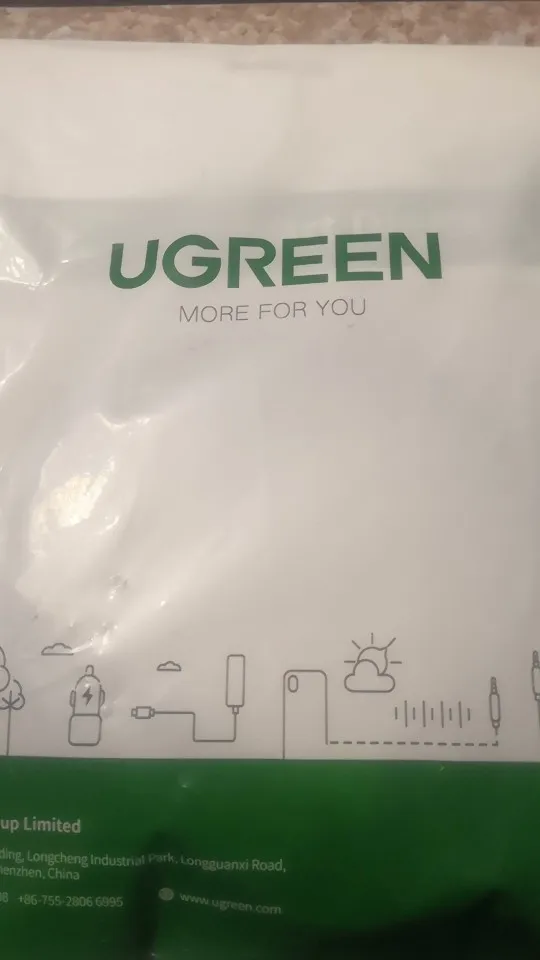 UGREEN
MORE FOR YOU
up Limited
ding, Longcheng Industrial Park, Longguanxi Road,
enzhen, China
+86-755-2806 6995
www.ugreen.com